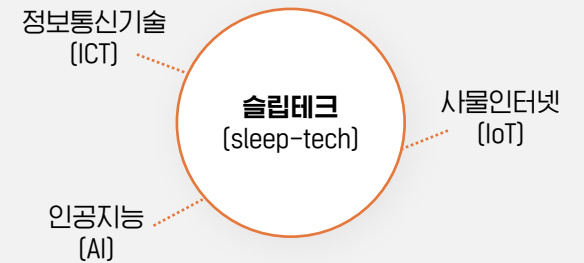 정보통신기술
(ICT)
슬립테크
(sleep-tech)
사물인터넷
(IoT)
인공지능
(AI)